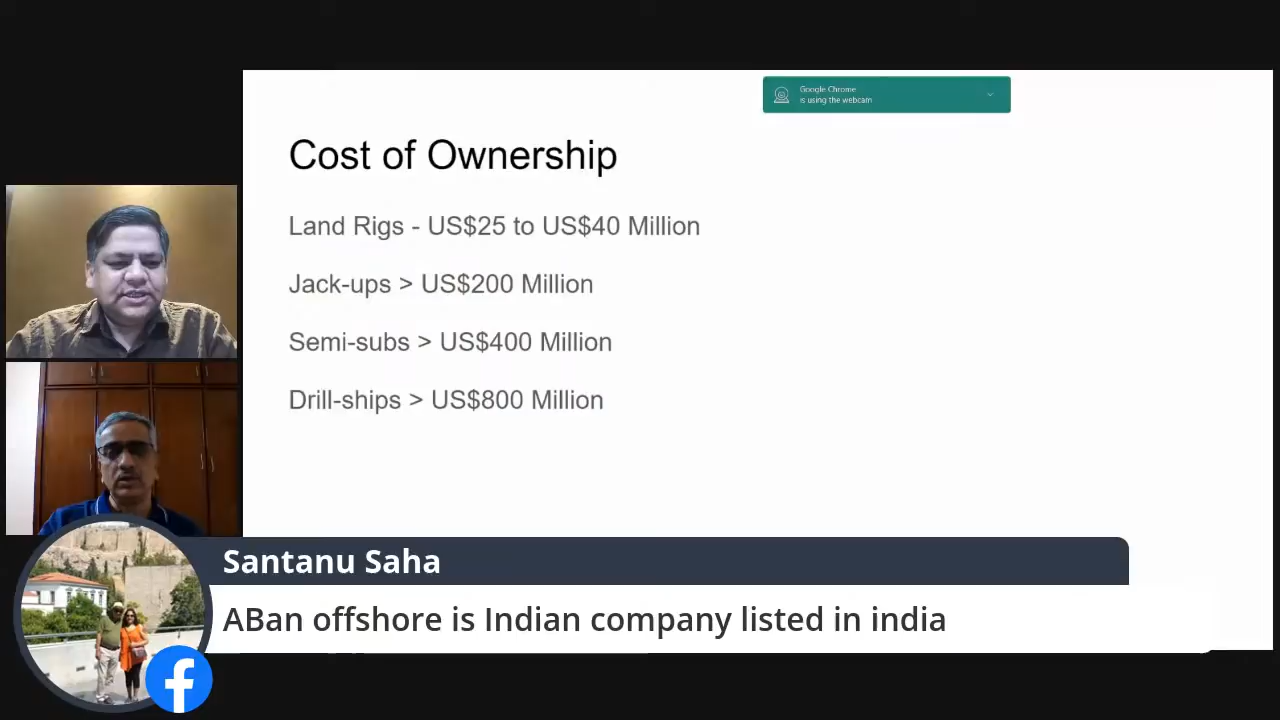 Google Chrome
is using the webcam
Cost of Ownership
Land Rigs - US$25 to US$40 Million
Jack-ups > US$200 Million
Semi-subs > US$400 Million
Drill-ships > US$800 Million
Santanu Saha
ABan offshore is Indian company listed in india